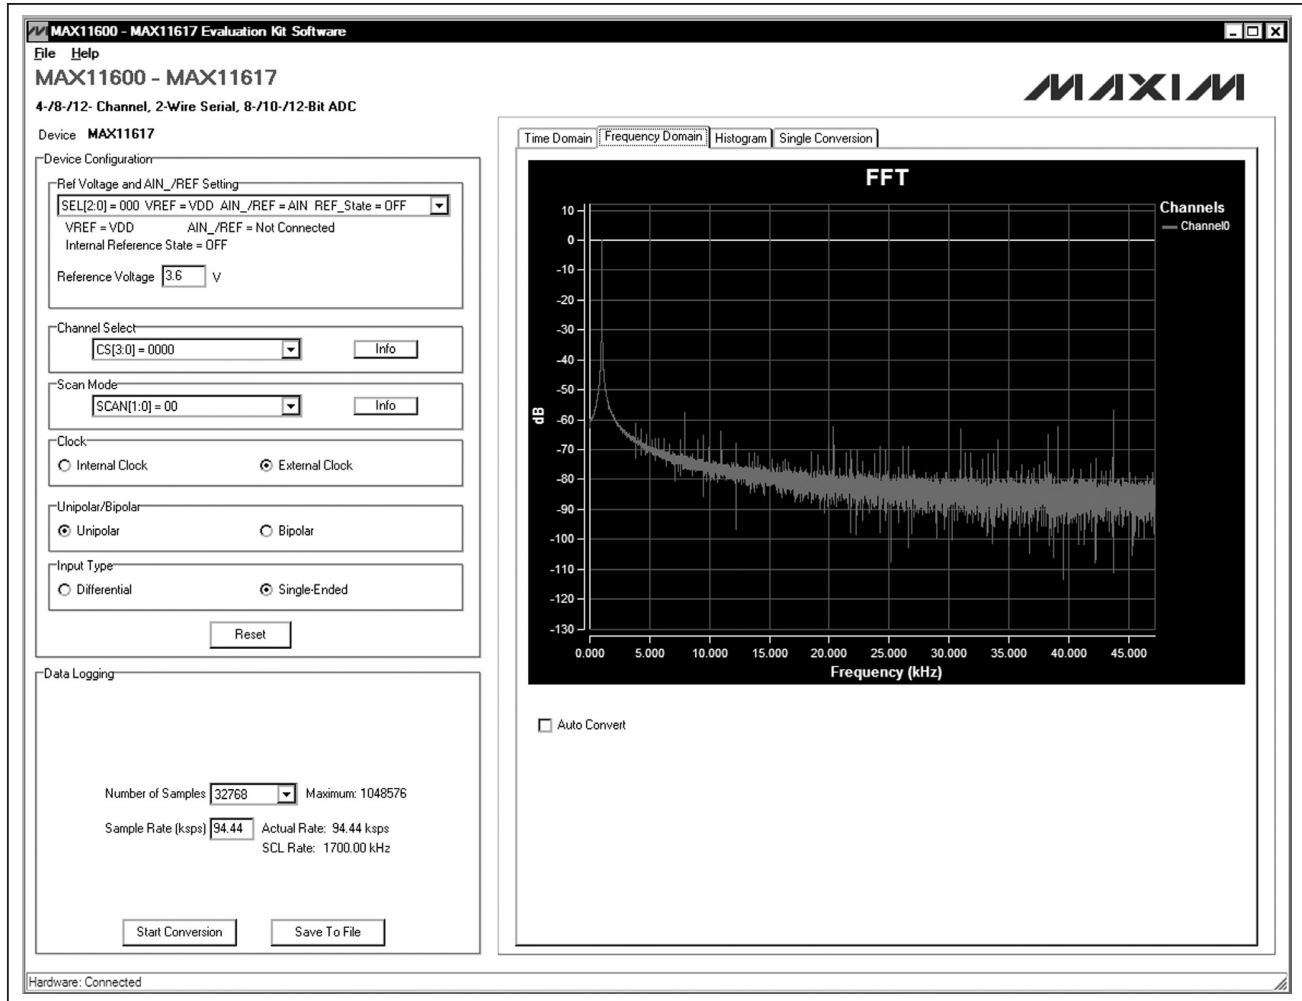 MAX11600 - MAX11617 Evaluation Kit Software
File Help
MAX11600 - MAX11617
MAXIM
4-/8-/12- Channel, 2-Wire Serial, 8-/10-/12-Bit ADC
Device MAX11617
Device Configuration
Ref Voltage and AIN_/REF Setting
SEL[2:0] = 000 VREF = VDD AIN_/REF = AIN REF_State = OFF
VREF = VDD AIN_/REF = Not Connected
Internal Reference State = OFF
Reference Voltage 3.6 V
Channel Select
CS[3:0] = 0000 Info
Scan Mode
SCAN[1:0] = 00 Info
Clock
Internal Clock External Clock
Unipolar/Bipolar
Unipolar Bipolar
Input Type
Differential Single-Ended
Reset
Data Logging
Number of Samples 32768 Maximum: 1048576
Sample Rate (ksps) 94.44 Actual Rate: 94.44 ksps
SCL Rate: 1700.00 kHz
Start Conversion Save To File
Time Domain Frequency Domain Histogram Single Conversion
FFT
Channels
Channel0
10
0
-10
-20
-30
-40
-50
-60
-70
-80
-90
-100
-110
-120
-130
dB
0.000 5.000 10.000 15.000 20.000 25.000 30.000 35.000 40.000 45.000
Frequency (kHz)
Auto Convert
Hardware: Connected